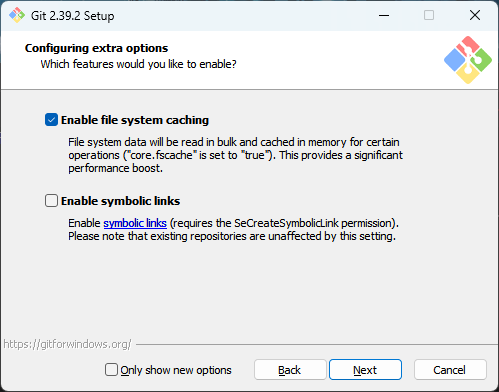 Git 2.39.2 Setup
Configuring extra options
Which features would you like to enable?
Enable file system caching
File system data will be read in bulk and cached in memory for certain
operations ("core.fscache" is set to "true"). This provides a significant
performance boost.
Enable symbolic links
Enable symbolic links (requires the SeCreateSymbolicLink permission).
Please note that existing repositories are unaffected by this setting.
https://gitforwindows.org/
Only show new options
Back
Next
Cancel